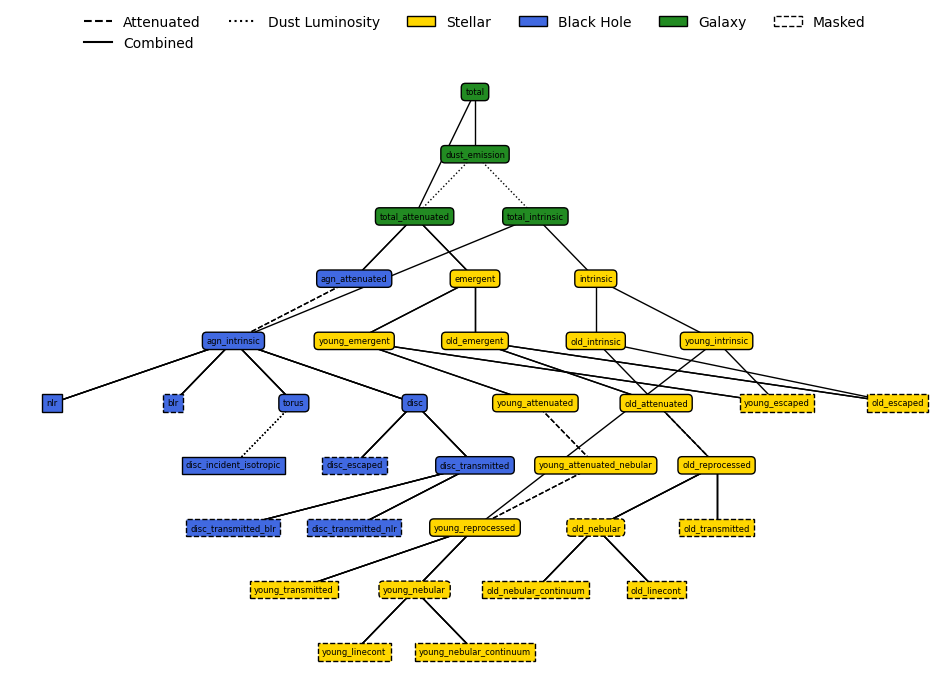 Attenuated Dust Luminosity Stellar Black Hole Galaxy Masked
Combined
total
dust_emission
total_attenuated total_intrinsic
agn_attenuated emergent intrinsic
agn_intrinsic young_emergent old_emergent old_intrinsic young_intrinsic
nlr blr torus disc young_attenuated old_attenuated young_escaped old_escaped
disc_incident_isotropic disc_escaped disc_transmitted young_attenuated_nebular old_reprocessed
disc_transmitted_blr disc_transmitted_nlr young_reprocessed old_nebular old_transmitted
young_transmitted young_nebular old_nebular_continuum old_linecont
young_linecont young_nebular_continuum